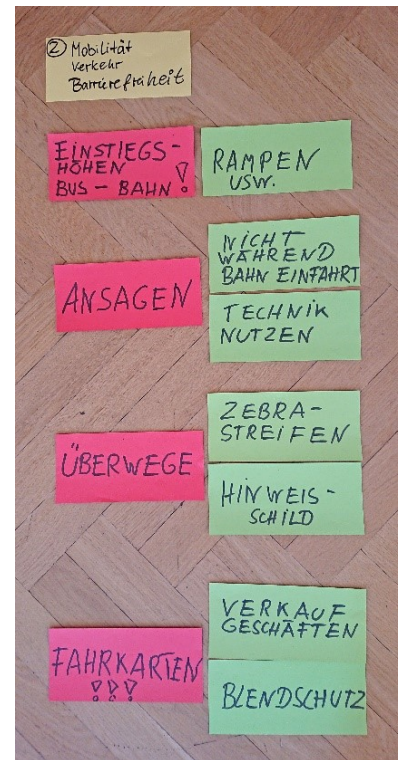 ② Mobilität
Verkehr
Barrierefreiheit
EINSTIEGS-
HÖHEN
BUS - BAHN !
RAMPEN
USW.
ANSAGEN
NICHT
WÄHREND
BAHN EINFAHRT
TECHNIK
NUTZEN
ÜBERWEGE
ZEBRA-
STREIFEN
HINWEIS-
SCHILD
FAHRKARTEN
!!!
VERKAUF
GESCHÄFTEN
BLENDSCHUTZ